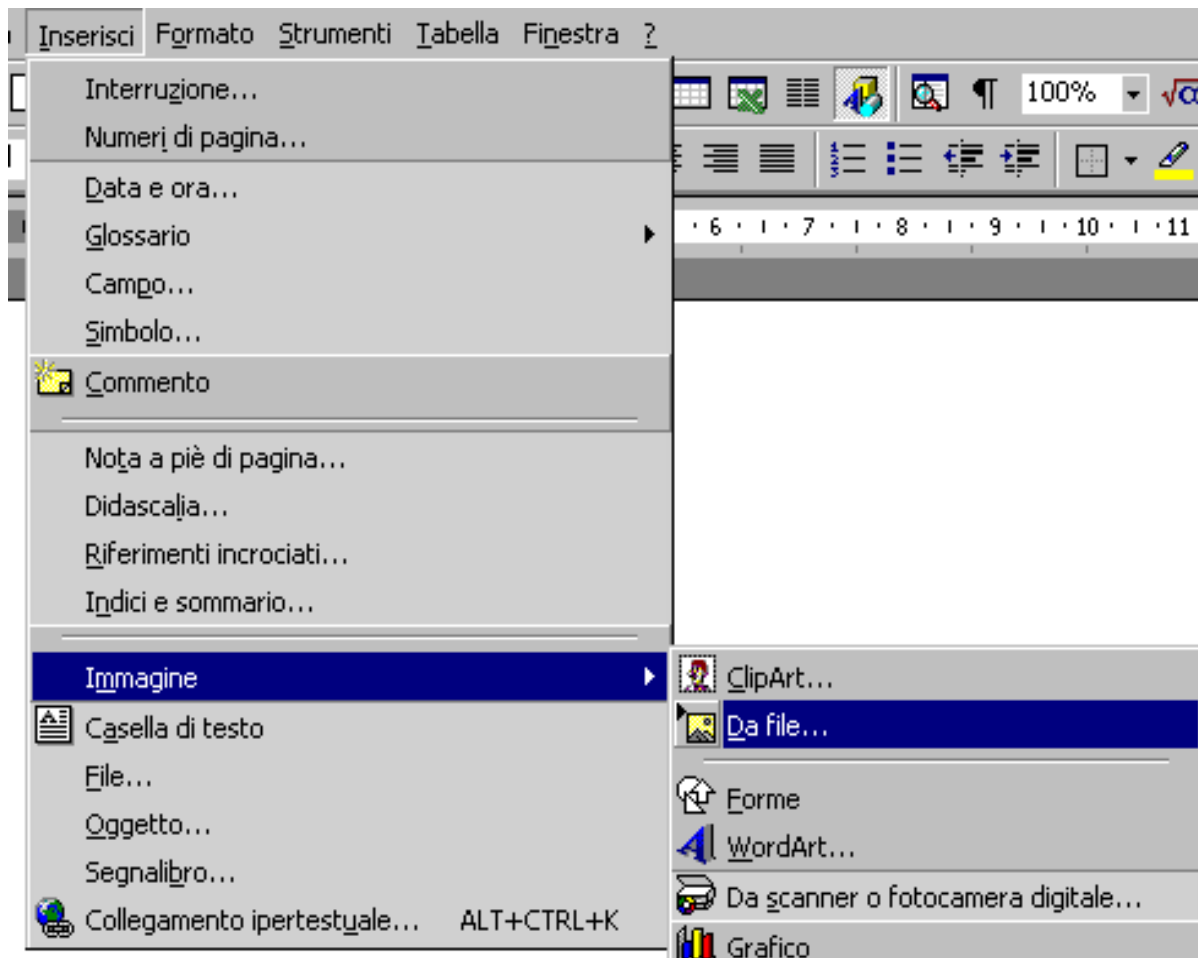 Inserisci Formato Strumenti Tabella Finestra ?
Interruzione...
Numeri di pagina...
100%
Data e ora...
Glossario
6 7 8 9 10 11
Campo...
Simbolo...
Commento
Nota a piè di pagina...
Didascalia...
Riferimenti incrociati...
Indici e sommario...
Immagine
Casella di testo
File...
Oggetto...
Segnalibro...
Collegamento ipertestuale... ALT+CTRL+K
ClipArt...
Da file...
Forme
WordArt...
Da scanner o fotocamera digitale...
Grafico